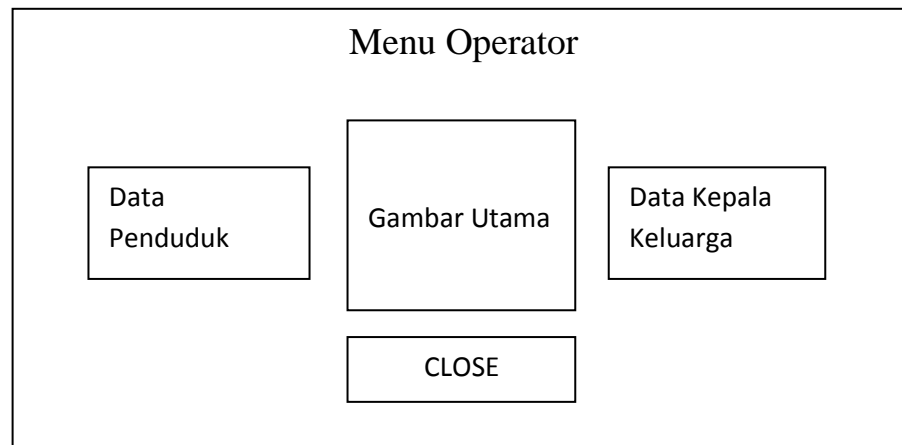 Menu Operator
Data
Penduduk
Gambar Utama
Data Kepala
Keluarga
CLOSE